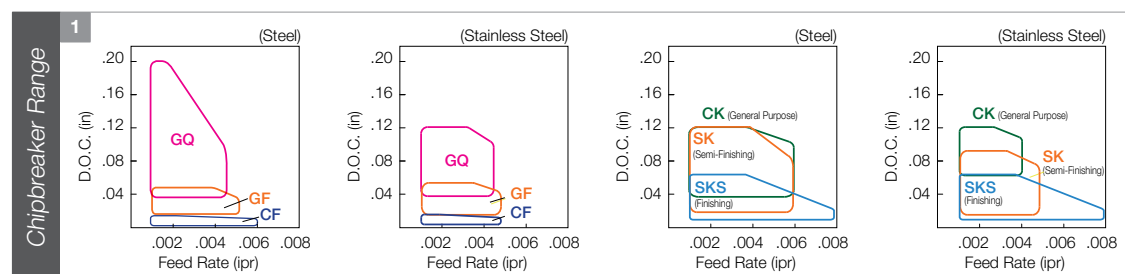 Chipbreaker Range
1
(Steel)
D.O.C. (in)
.20
.16
.12
.08
.04
GQ
GF
CF
.002 .004 .006 .008
Feed Rate (ipr)
(Stainless Steel)
D.O.C. (in)
.20
.16
.12
.08
.04
GQ
GF
CF
.002 .004 .006 .008
Feed Rate (ipr)
(Steel)
D.O.C. (in)
.20
.16
.12
.08
.04
CK (General Purpose)
SK
(Semi-Finishing)
SKS
(Finishing)
.002 .004 .006 .008
Feed Rate (ipr)
(Stainless Steel)
D.O.C. (in)
.20
.16
.12
.08
.04
CK (General Purpose)
SK
(Semi-Finishing)
SKS
(Finishing)
.002 .004 .006 .008
Feed Rate (ipr)